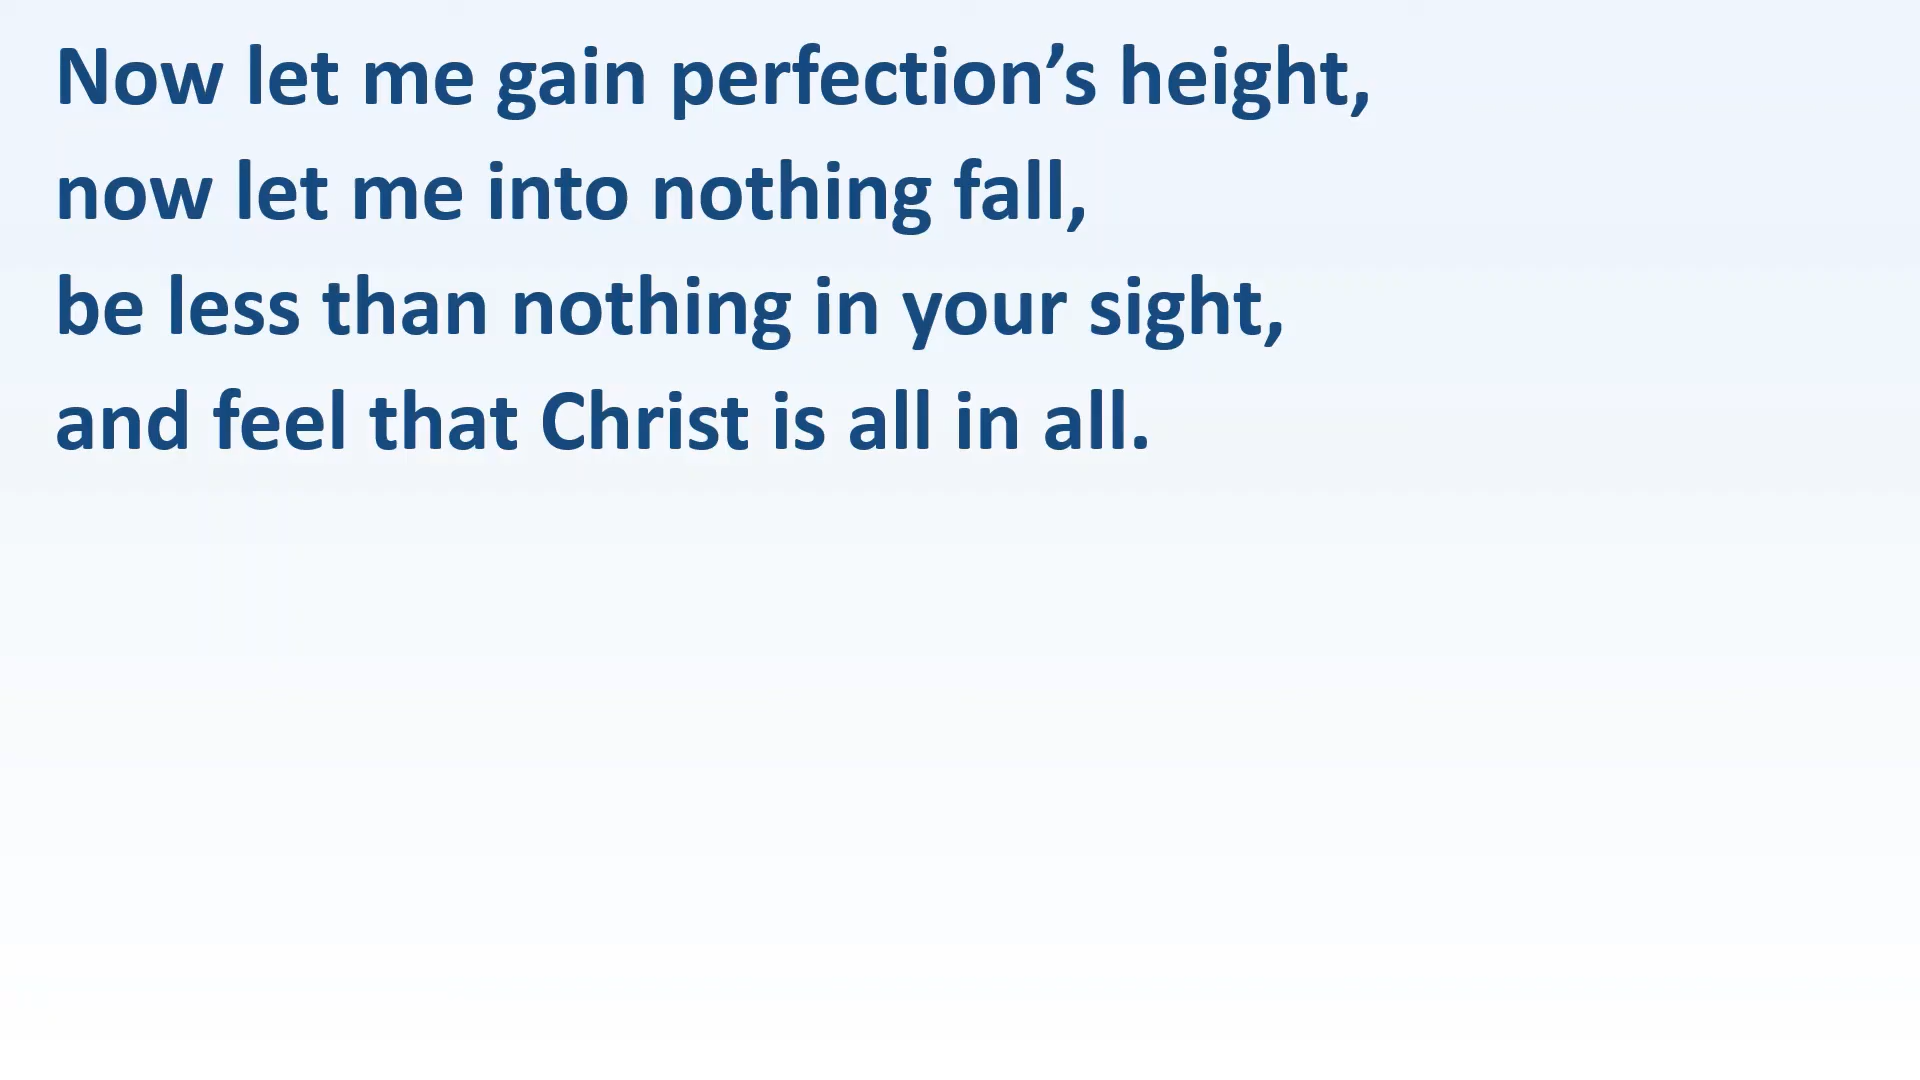 Now let me gain perfection’s height,
now let me into nothing fall,
be less than nothing in your sight,
and feel that Christ is all in all.